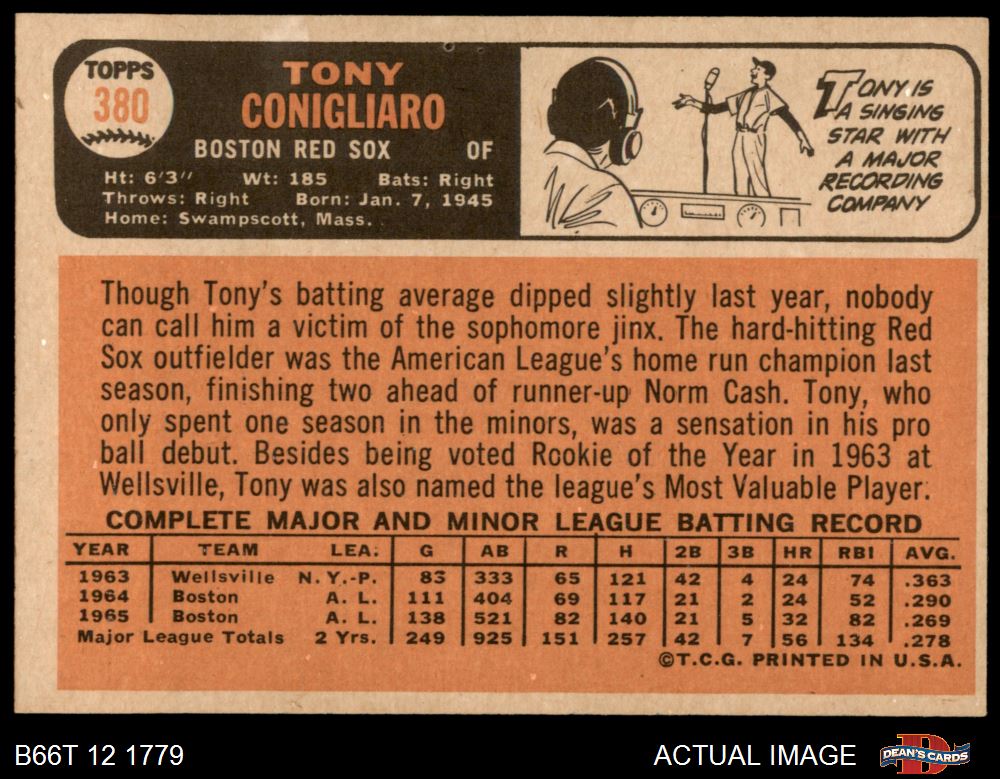 TOPPS
380
TONY
CONIGLIARO
BOSTON RED SOX OF
Ht: 6'3" Wt: 185 Bats: Right
Throws: Right Born: Jan. 7, 1945
Home: Swampscott, Mass.
TONY IS
A SINGING
STAR WITH
A MAJOR
RECORDING
COMPANY
Though Tony's batting average dipped slightly last year, nobody
can call him a victim of the sophomore jinx. The hard-hitting Red
Sox outfielder was the American League's home run champion last
season, finishing two ahead of runner-up Norm Cash. Tony, who
only spent one season in the minors, was a sensation in his pro
ball debut. Besides being voted Rookie of the Year in 1963 at
Wellsville, Tony was also named the league's Most Valuable Player.
COMPLETE MAJOR AND MINOR LEAGUE BATTING RECORD
YEAR TEAM LEA. G AB R H 2B 3B HR RBI AVG.
1963 Wellsville N.Y.-P. 83 333 65 121 42 4 24 74 .363
1964 Boston A. L. 111 404 69 117 21 2 24 52 .290
1965 Boston A. L. 138 521 82 140 21 5 32 82 .269
Major League Totals 2 Yrs. 249 925 151 257 42 7 56 134 .278
©T.C.G. PRINTED IN U.S.A.
B66T 12 1779 ACTUAL IMAGE
DEAN'S CARDS